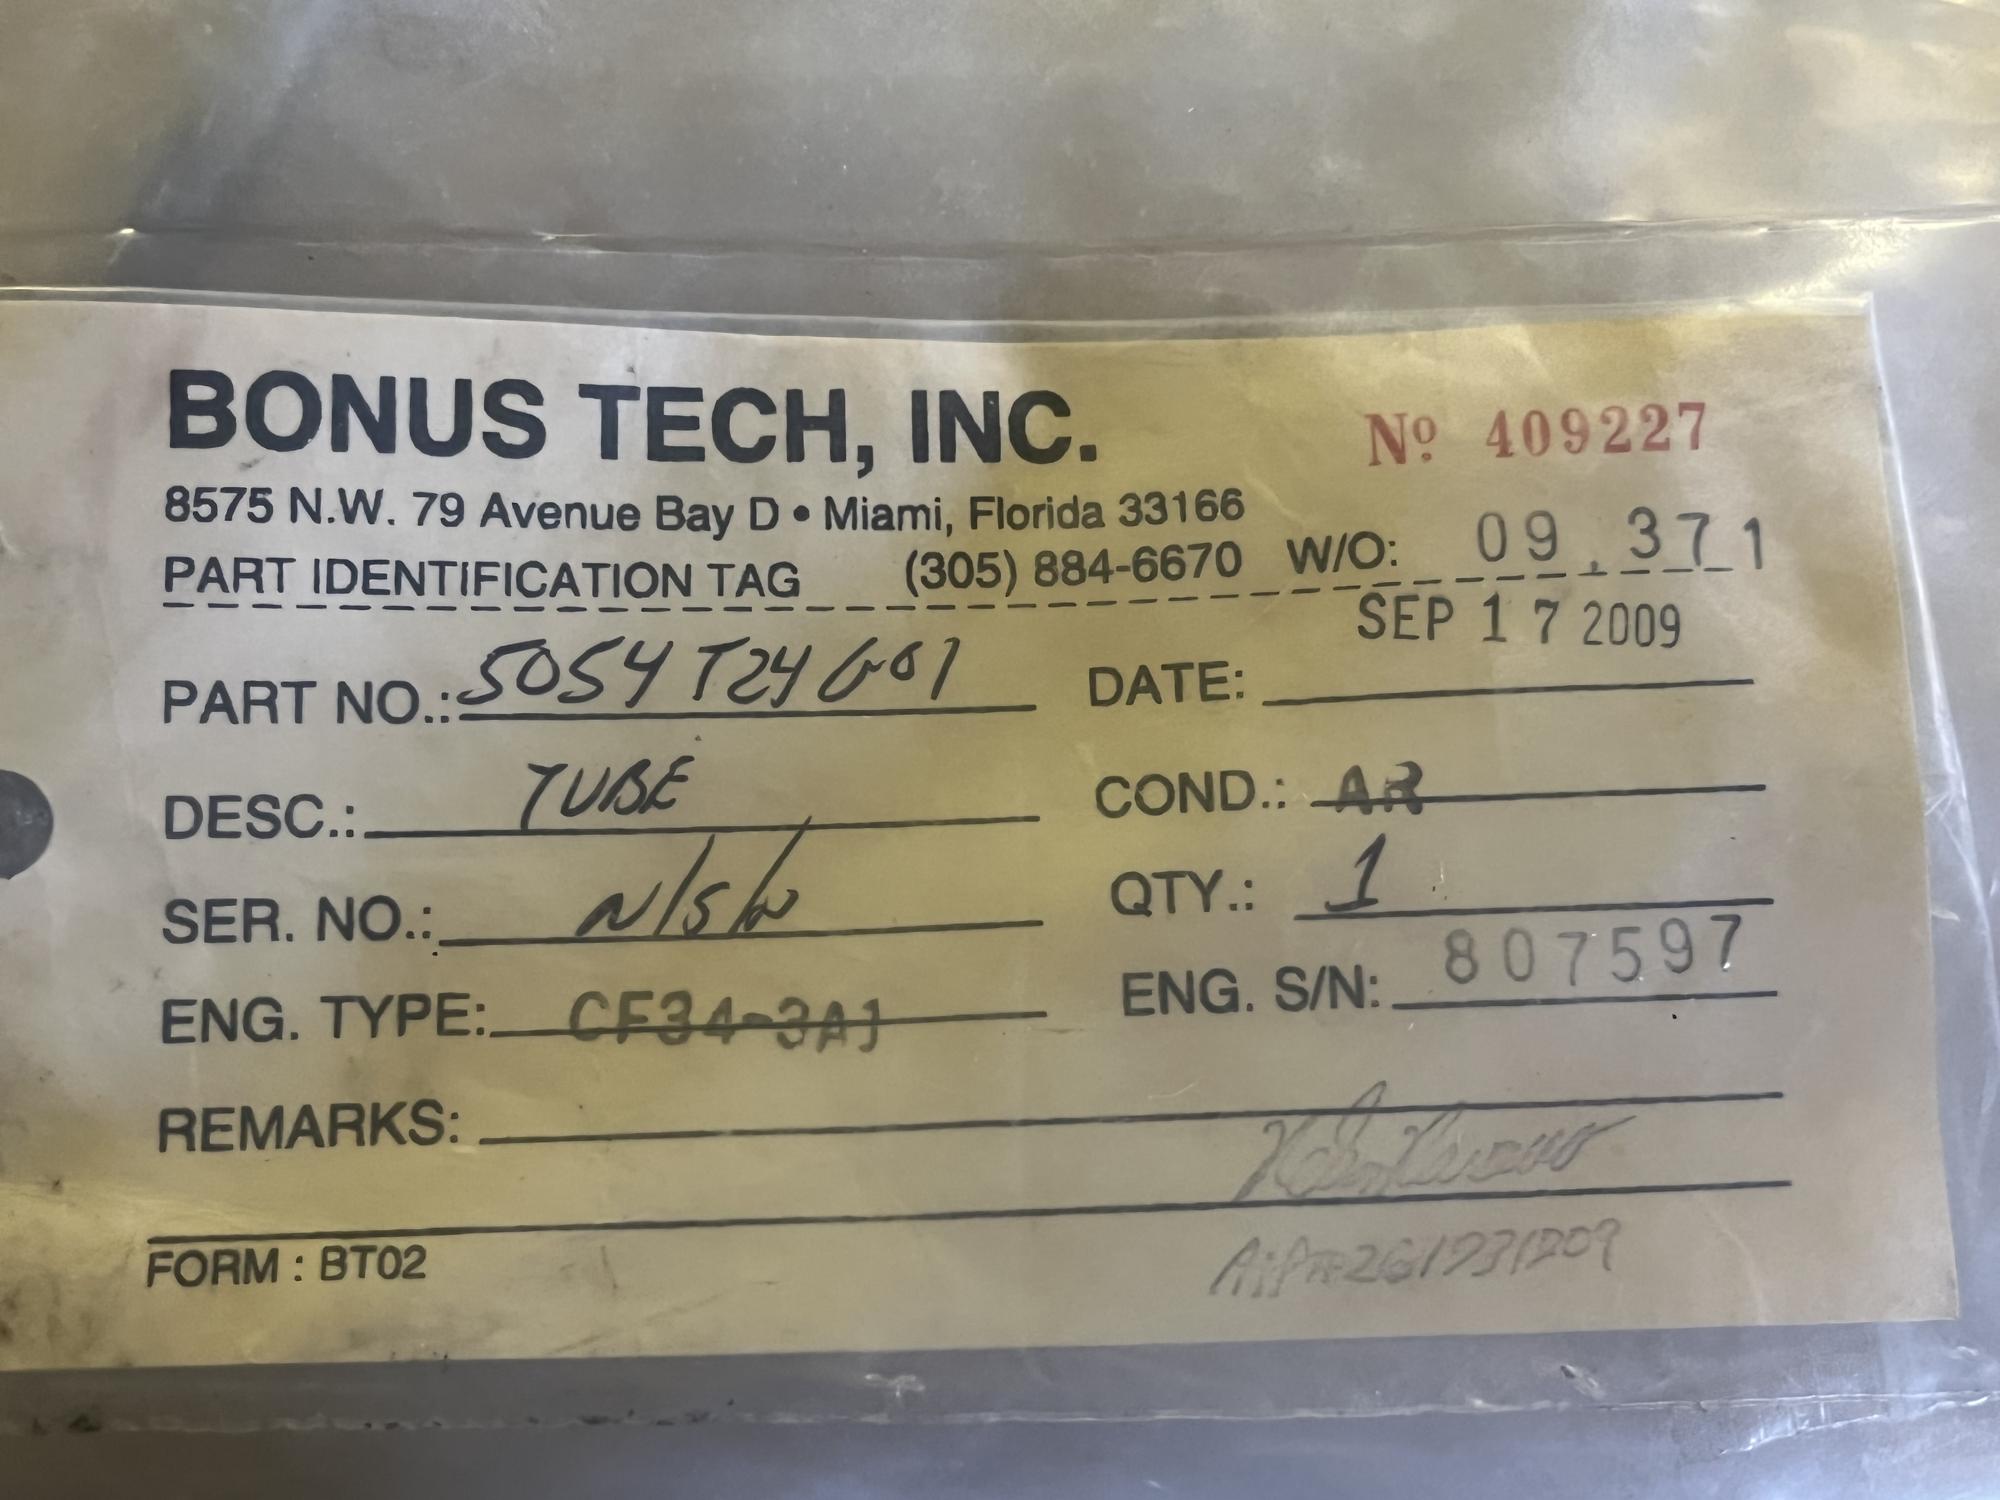 BONUS TECH, INC.
Nº 409227
8575 N.W. 79 Avenue Bay D • Miami, Florida 33166
PART IDENTIFICATION TAG (305) 884-6670 W/O: 09.371
PART NO.: 5054T24G01 DATE: SEP 17 2009
DESC.: TUBE COND.: AR
SER. NO.: N/S/N QTY.: 1
ENG. TYPE: CF34-3A1 ENG. S/N: 807597
REMARKS:
FORM : BT02